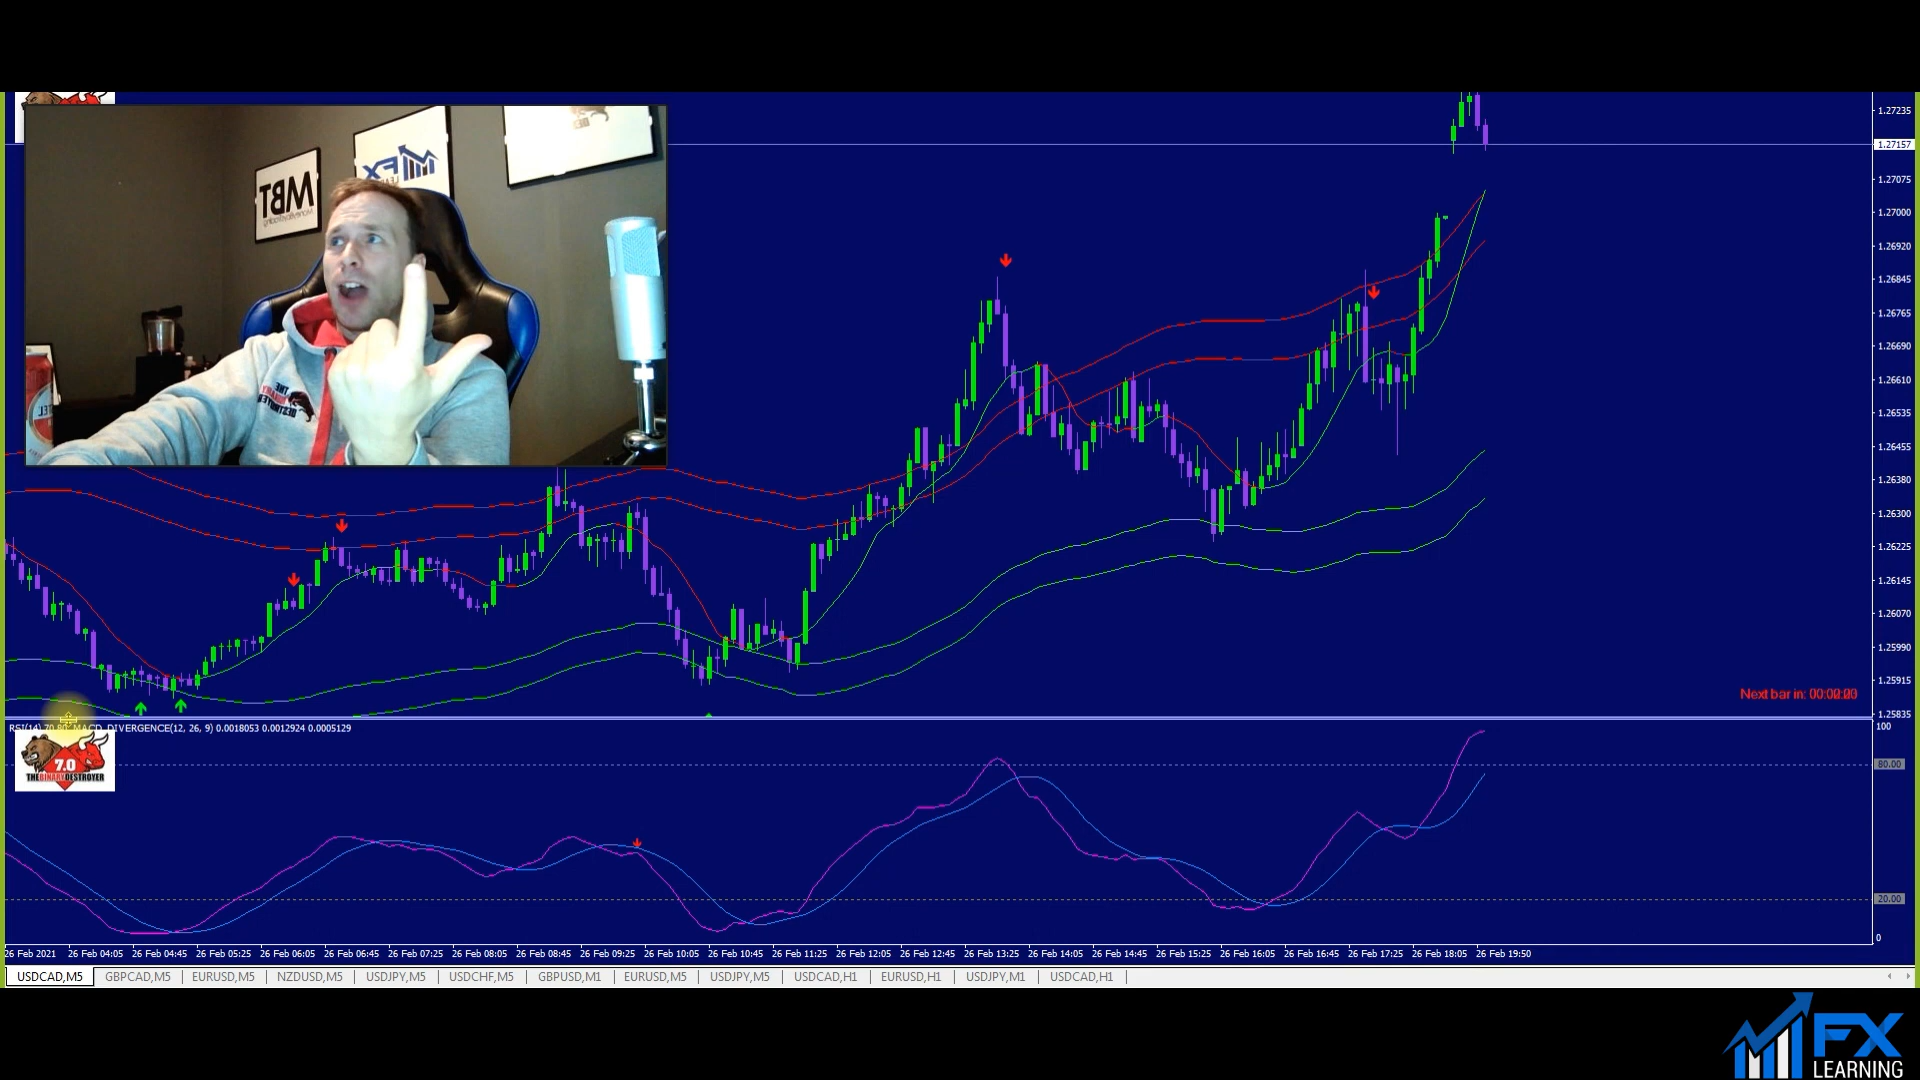 1.27235
1.27157
1.27075
1.27000
1.26920
1.26845
1.26765
1.26690
1.26610
1.26535
1.26455
1.26380
1.26300
1.26225
1.26145
1.26070
1.25990
1.25915
1.25835
MBT
FX
THE
DESTROYER
Next bar in: 00:00:00
DIVERGENCE(12, 26, 9) 0.0018053 0.0012924 0.0005129
7.0
THEBINARYDESTROYER
100
80.00
20.00
0
26 Feb 2021 26 Feb 04:05 26 Feb 04:45 26 Feb 05:25 26 Feb 06:05 26 Feb 06:45 26 Feb 07:25 26 Feb 08:05 26 Feb 08:45 26 Feb 09:25 26 Feb 10:05 26 Feb 10:45 26 Feb 11:25 26 Feb 12:05 26 Feb 12:45 26 Feb 13:25 26 Feb 14:05 26 Feb 14:45 26 Feb 15:25 26 Feb 16:05 26 Feb 16:45 26 Feb 17:25 26 Feb 18:05 26 Feb 19:50
USDCAD,M5 GBPCAD,M5 EURUSD,M5 NZDUSD,M5 USDJPY,M5 USDCHF,M5 GBPUSD,M1 EURUSD,M5 USDJPY,M5 USDCAD,H1 EURUSD,H1 USDJPY,M1 USDCAD,H1
FX
LEARNING